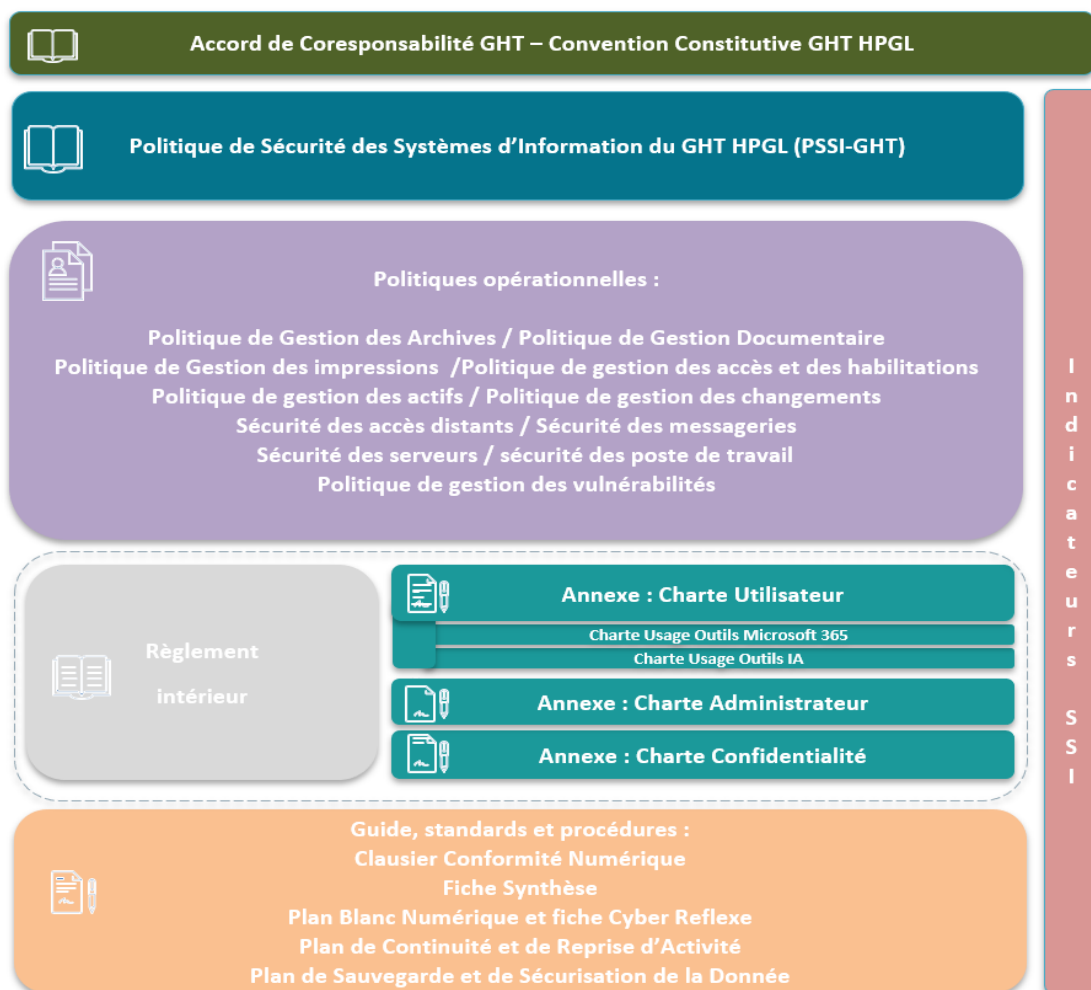 Accord de Coresponsabilité GHT – Convention Constitutive GHT HPGL
Politique de Sécurité des Systèmes d’Information du GHT HPGL (PSSI-GHT)
Politiques opérationnelles :
Politique de Gestion des Archives / Politique de Gestion Documentaire
Politique de Gestion des impressions /Politique de gestion des accès et des habilitations
Politique de gestion des actifs / Politique de gestion des changements
Sécurité des accès distants / Sécurité des messageries
Sécurité des serveurs / sécurité des poste de travail
Politique de gestion des vulnérabilités
Règlement
intérieur
Annexe : Charte Utilisateur
Charte Usage Outils Microsoft 365
Charte Usage Outils IA
Annexe : Charte Administrateur
Annexe : Charte Confidentialité
Guide, standards et procédures :
Clausier Conformité Numérique
Fiche Synthèse
Plan Blanc Numérique et fiche Cyber Reflexe
Plan de Continuité et de Reprise d’Activité
Plan de Sauvegarde et de Sécurisation de la Donnée
Indicateurs SSI